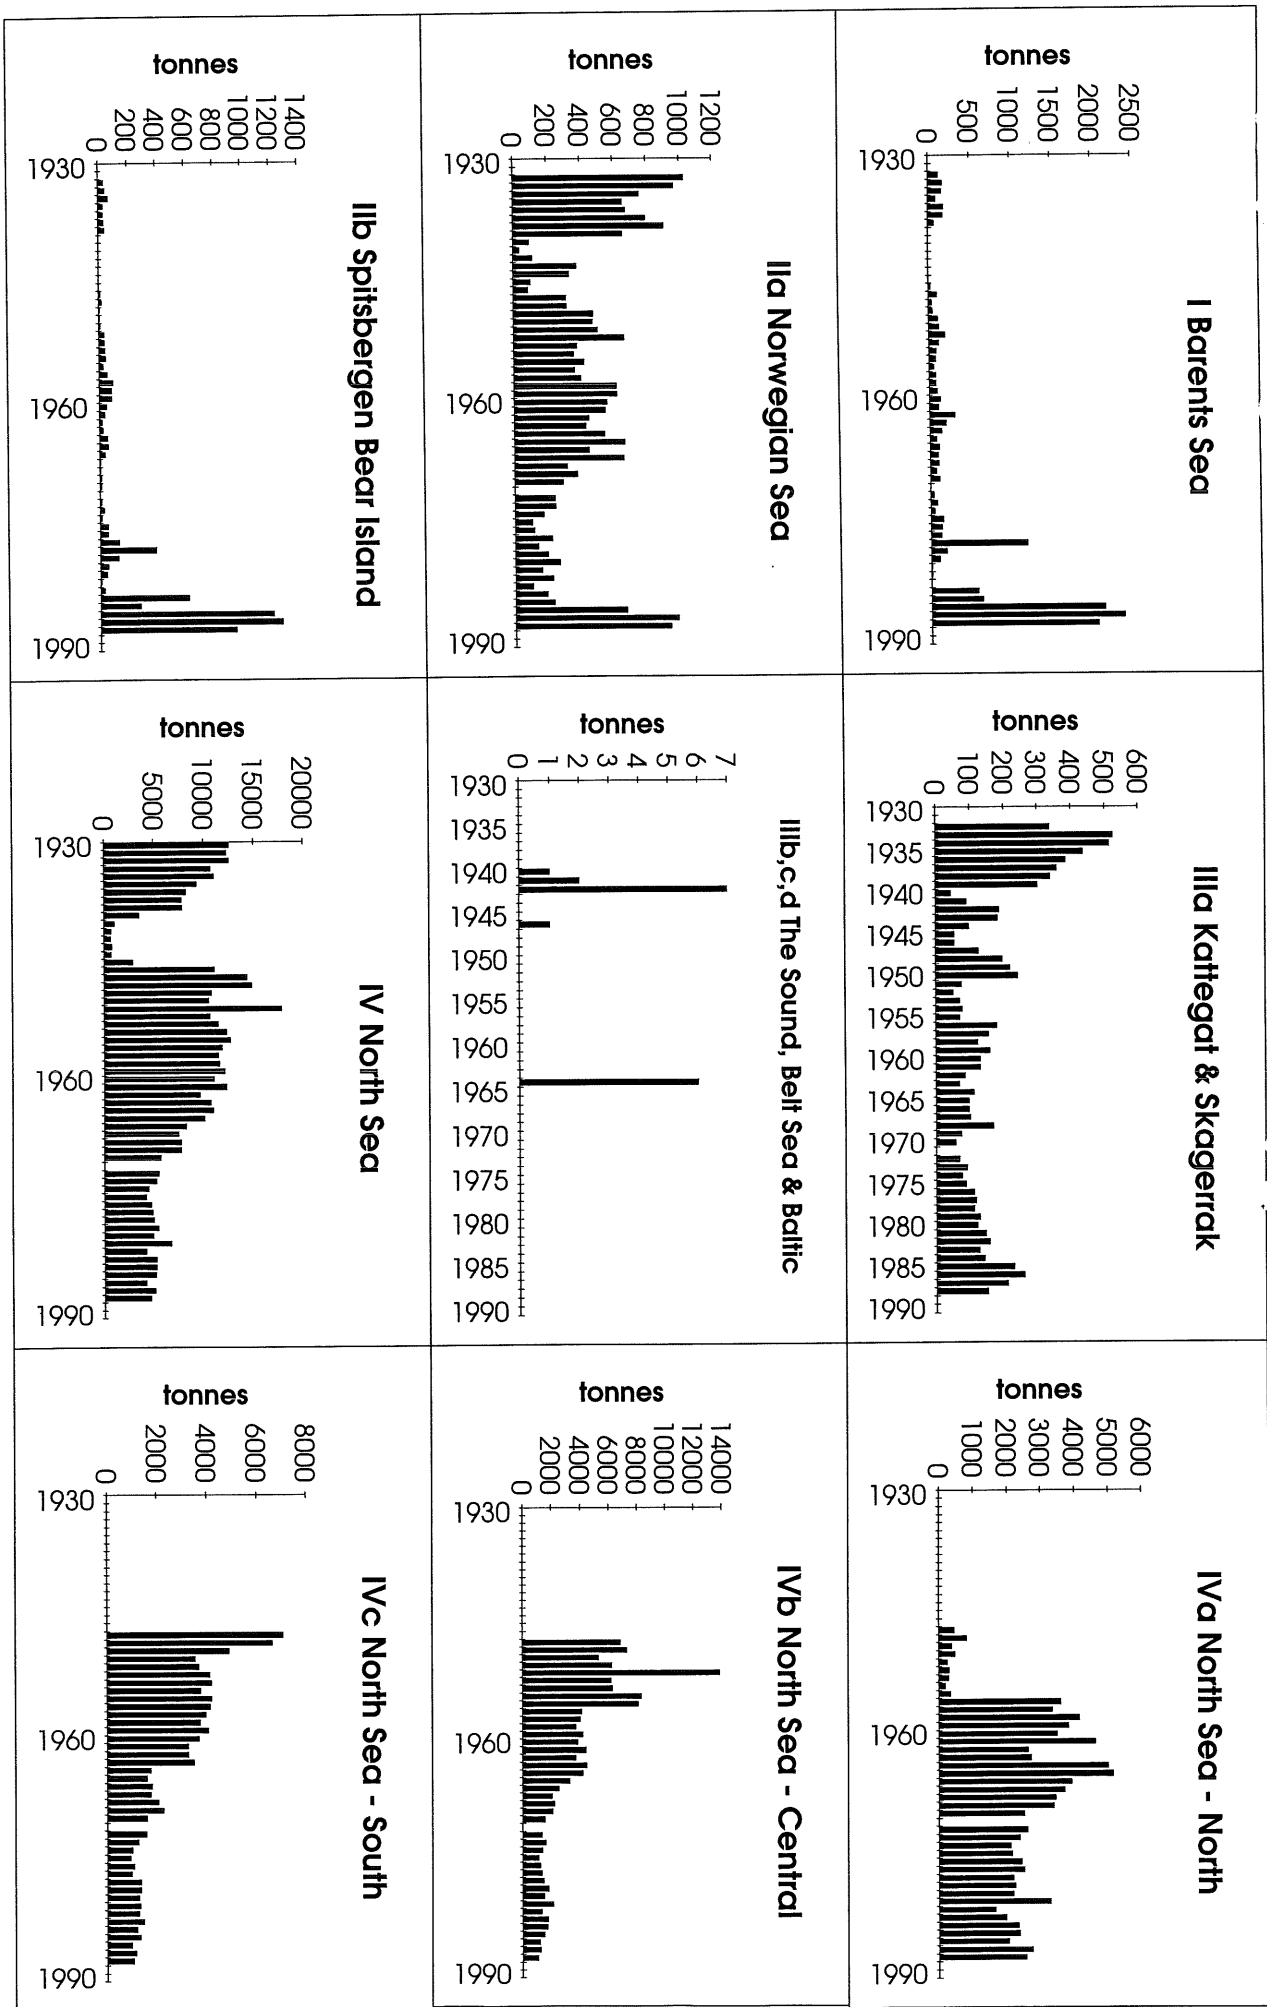 I Barents Sea
tonnes
2500
2000
1500
1000
500
0
1930 1960 1990
IIIa Kattegat & Skagerrak
tonnes
600
500
400
300
200
100
0
1930 1935 1940 1945 1950 1955 1960 1965 1970 1975 1980 1985 1990
IVa North Sea - North
tonnes
6000
5000
4000
3000
2000
1000
0
1930 1960 1990
IIa Norwegian Sea
tonnes
1200
1000
800
600
400
200
0
1930 1960 1990
IIIb,c,d The Sound, Belt Sea & Baltic
tonnes
7
6
5
4
3
2
1
0
1930 1935 1940 1945 1950 1955 1960 1965 1970 1975 1980 1985 1990
IVb North Sea - Central
tonnes
14000
12000
10000
8000
6000
4000
2000
0
1930 1960 1990
IIb Spitsbergen Bear Island
tonnes
1400
1200
1000
800
600
400
200
0
1930 1960 1990
IV North Sea
tonnes
20000
15000
10000
5000
0
1930 1960 1990
IVc North Sea - South
tonnes
8000
6000
4000
2000
0
1930 1960 1990